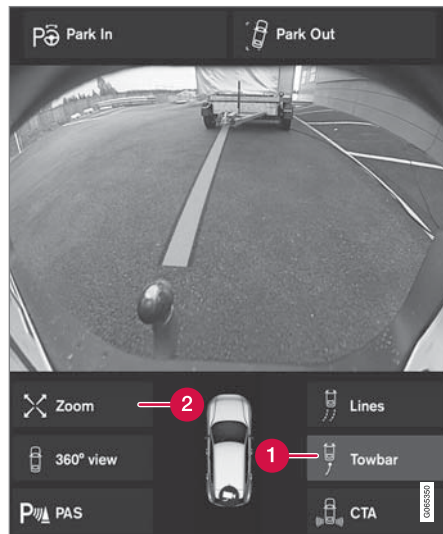 Park In
Park Out
Zoom
2
Lines
360° view
1
Towbar
PAS
CTA
G065350